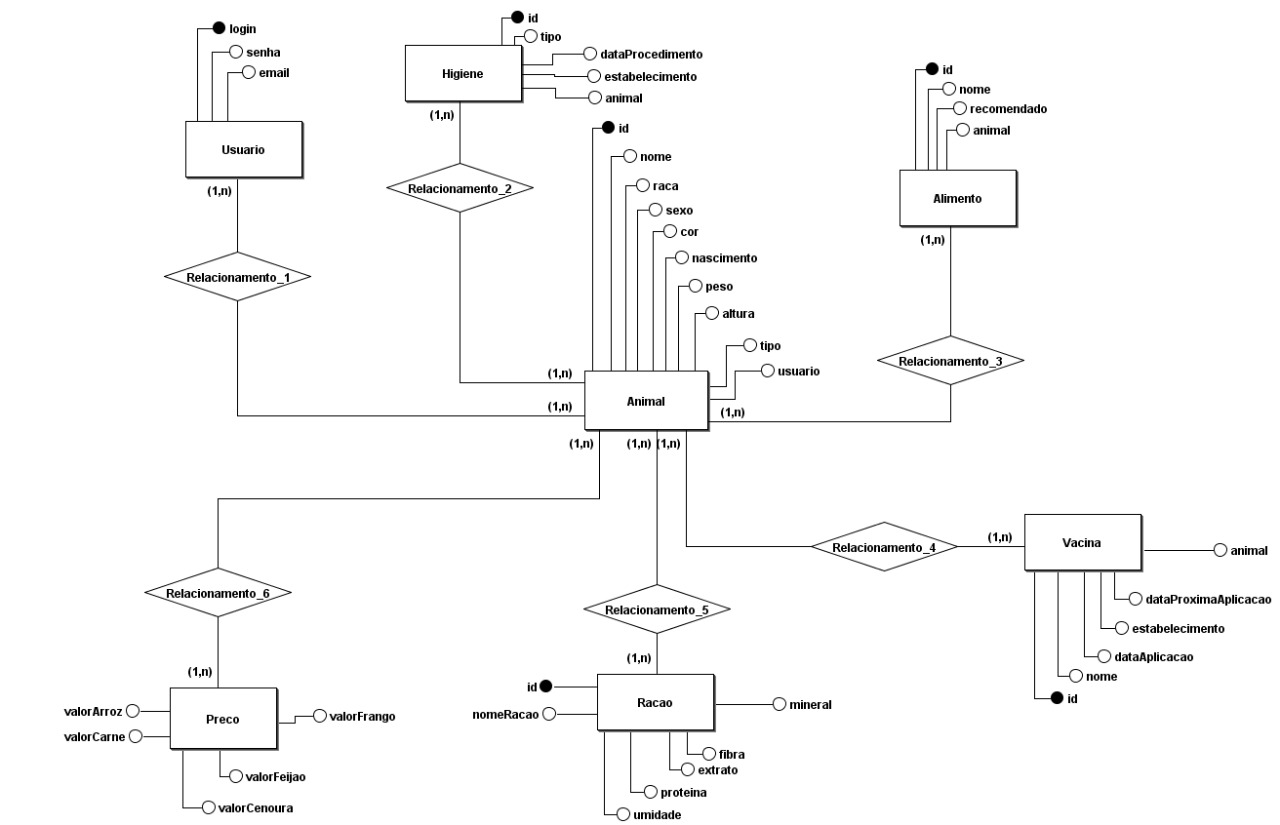 id
login
tipo
senha
dataProcedimento
email
Higiene
estabelecimento
animal
(1,n)
id
nome
recomendado
animal
id
Usuario
nome
(1,n)
Relacionamento_2
raca
Alimento
sexo
(1,n)
cor
nascimento
Relacionamento_1
peso
altura
tipo
Relacionamento_3
usuario
(1,n)
Animal
(1,n)
(1,n)
(1,n)
(1,n)
(1,n)
Relacionamento_4
(1,n)
Vacina
animal
Relacionamento_6
Relacionamento_5
dataProximaAplicacao
estabelecimento
dataAplicacao
nome
id
(1,n)
(1,n)
id
nomeRacao
Racao
mineral
valorArroz
valorCarne
Preco
valorFrango
fibra
extrato
valorFeijao
proteina
valorCenoura
umidade